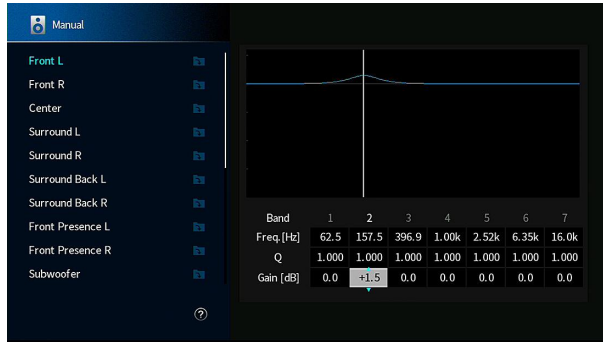 Manual
Front L
Front R
Center
Surround L
Surround R
Surround Back L
Surround Back R
Front Presence L
Front Presence R
Subwoofer
?
Band 1 2 3 4 5 6 7
Freq.[Hz] 62.5 157.5 396.9 1.00k 2.52k 6.35k 16.0k
Q 1.000 1.000 1.000 1.000 1.000 1.000 1.000
Gain [dB] 0.0 +1.5 0.0 0.0 0.0 0.0 0.0